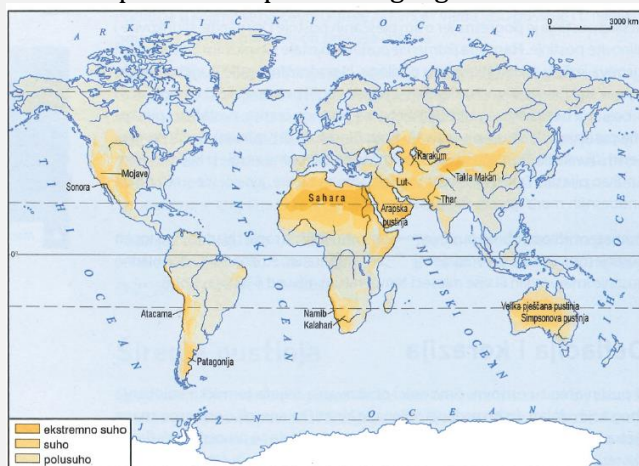 ARKTIČKI OCEAN
0 km
Mojave
Sonora
Karakum
Takla Makan
Lut
Thar
Sahara
Arapska
pustinja
TIHI OCEAN
ATLANTSKI OCEAN
INDIJSKI OCEAN
TIHI OCEAN
0°
Atacama
Patagonija
Namib
Kalahari
Velika pješčana pustinja
Simpsonova pustinja
JUŽNI OCEAN
ekstremno suho
suho
polusuho